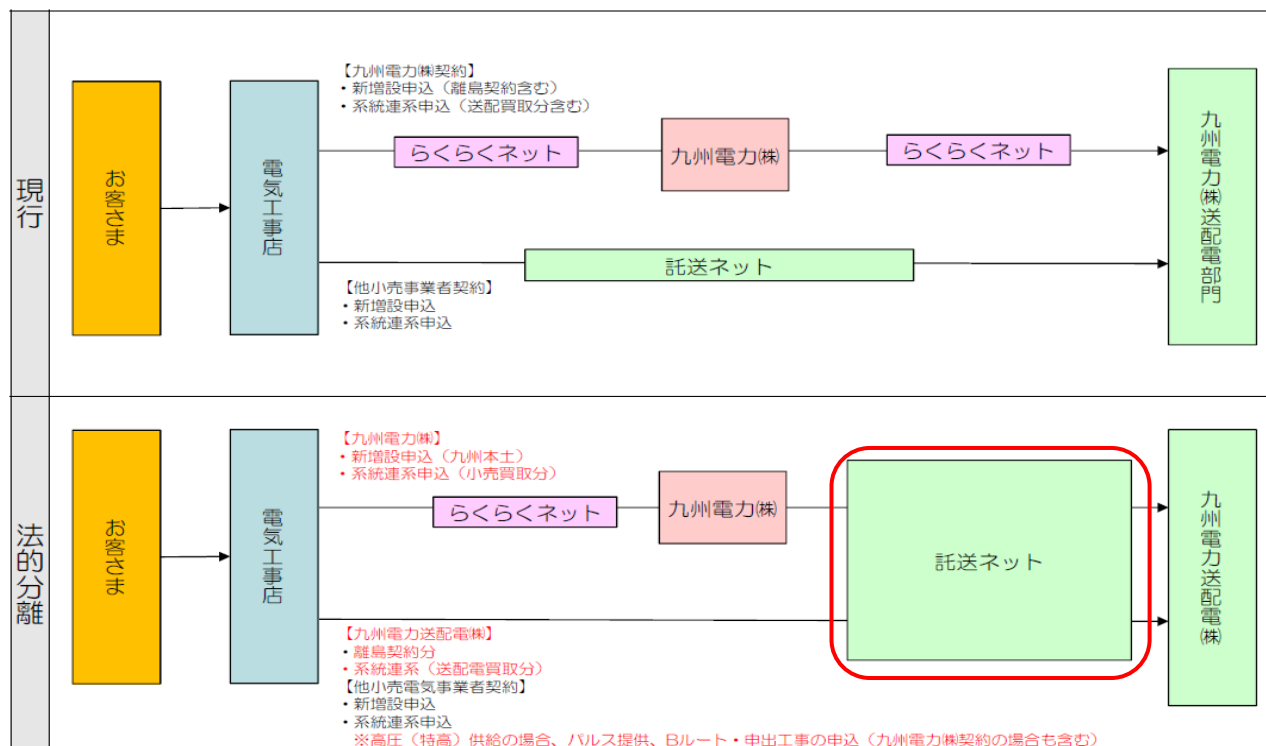 現行
お客さま
電気工事店
【九州電力㈱契約】
・新増設申込（離島契約含む）
・系統連系申込（送配買取分含む）
らくらくネット
九州電力㈱
らくらくネット
託送ネット
【他小売事業者契約】
・新増設申込
・系統連系申込
九州電力㈱送配電部門
法的分離
お客さま
電気工事店
【九州電力㈱】
・新増設申込（九州本土）
・系統連系申込（小売買取分）
らくらくネット
九州電力㈱
託送ネット
【九州電力送配電㈱】
・離島契約分
・系統連系（送配電買取分）
【他小売電気事業者契約】
・新増設申込
・系統連系申込
※高圧（特高）供給の場合、パルス提供、Bルート・申出工事の申込（九州電力㈱契約の場合も含む）
九州電力送配電㈱